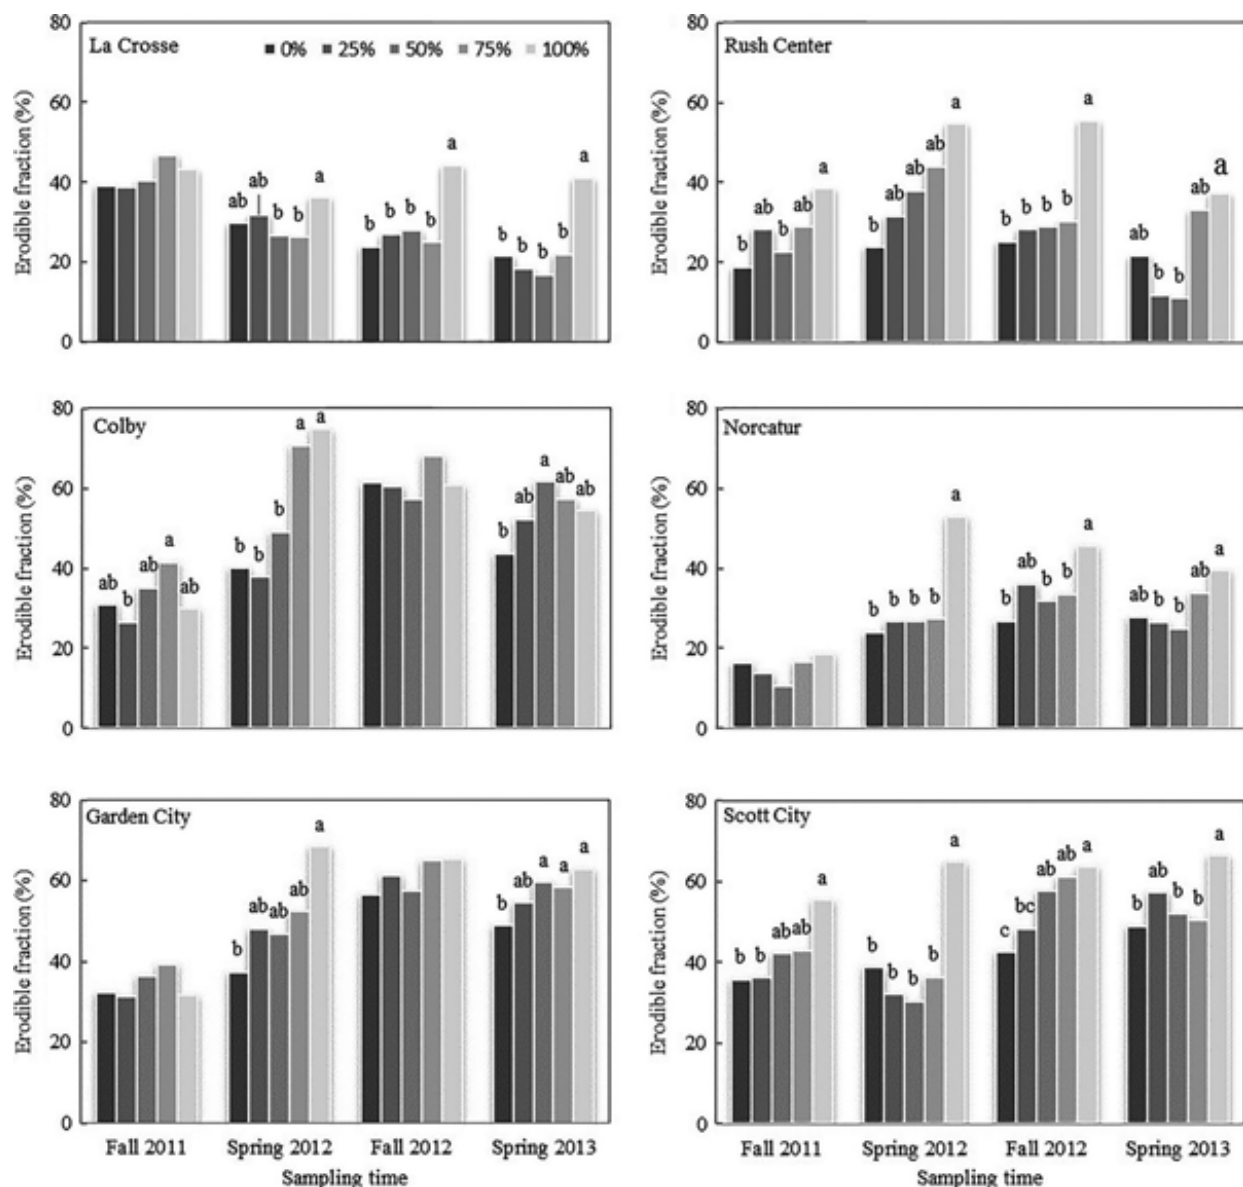 80
60
40
20
0
Erodible fraction (%)
La Crosse
0% 25% 50% 75% 100%
ab ab b b a
b b b b a
b b b b a
80
60
40
20
0
Erodible fraction (%)
Rush Center
b ab b ab a
b ab ab ab a
b b b b a
ab b b ab a
80
60
40
20
0
Erodible fraction (%)
Colby
ab b ab a ab
b b b a a
b ab a ab ab
80
60
40
20
0
Erodible fraction (%)
Norcatur
b b b b a
b ab b b a
ab b b ab a
80
60
40
20
0
Erodible fraction (%)
Garden City
b ab ab ab a
b ab a a a
Fall 2011 Spring 2012 Fall 2012 Spring 2013
Sampling time
80
60
40
20
0
Erodible fraction (%)
Scott City
b b ab ab a
b b b b a
c bc ab ab a
b ab b b a
Fall 2011 Spring 2012 Fall 2012 Spring 2013
Sampling time